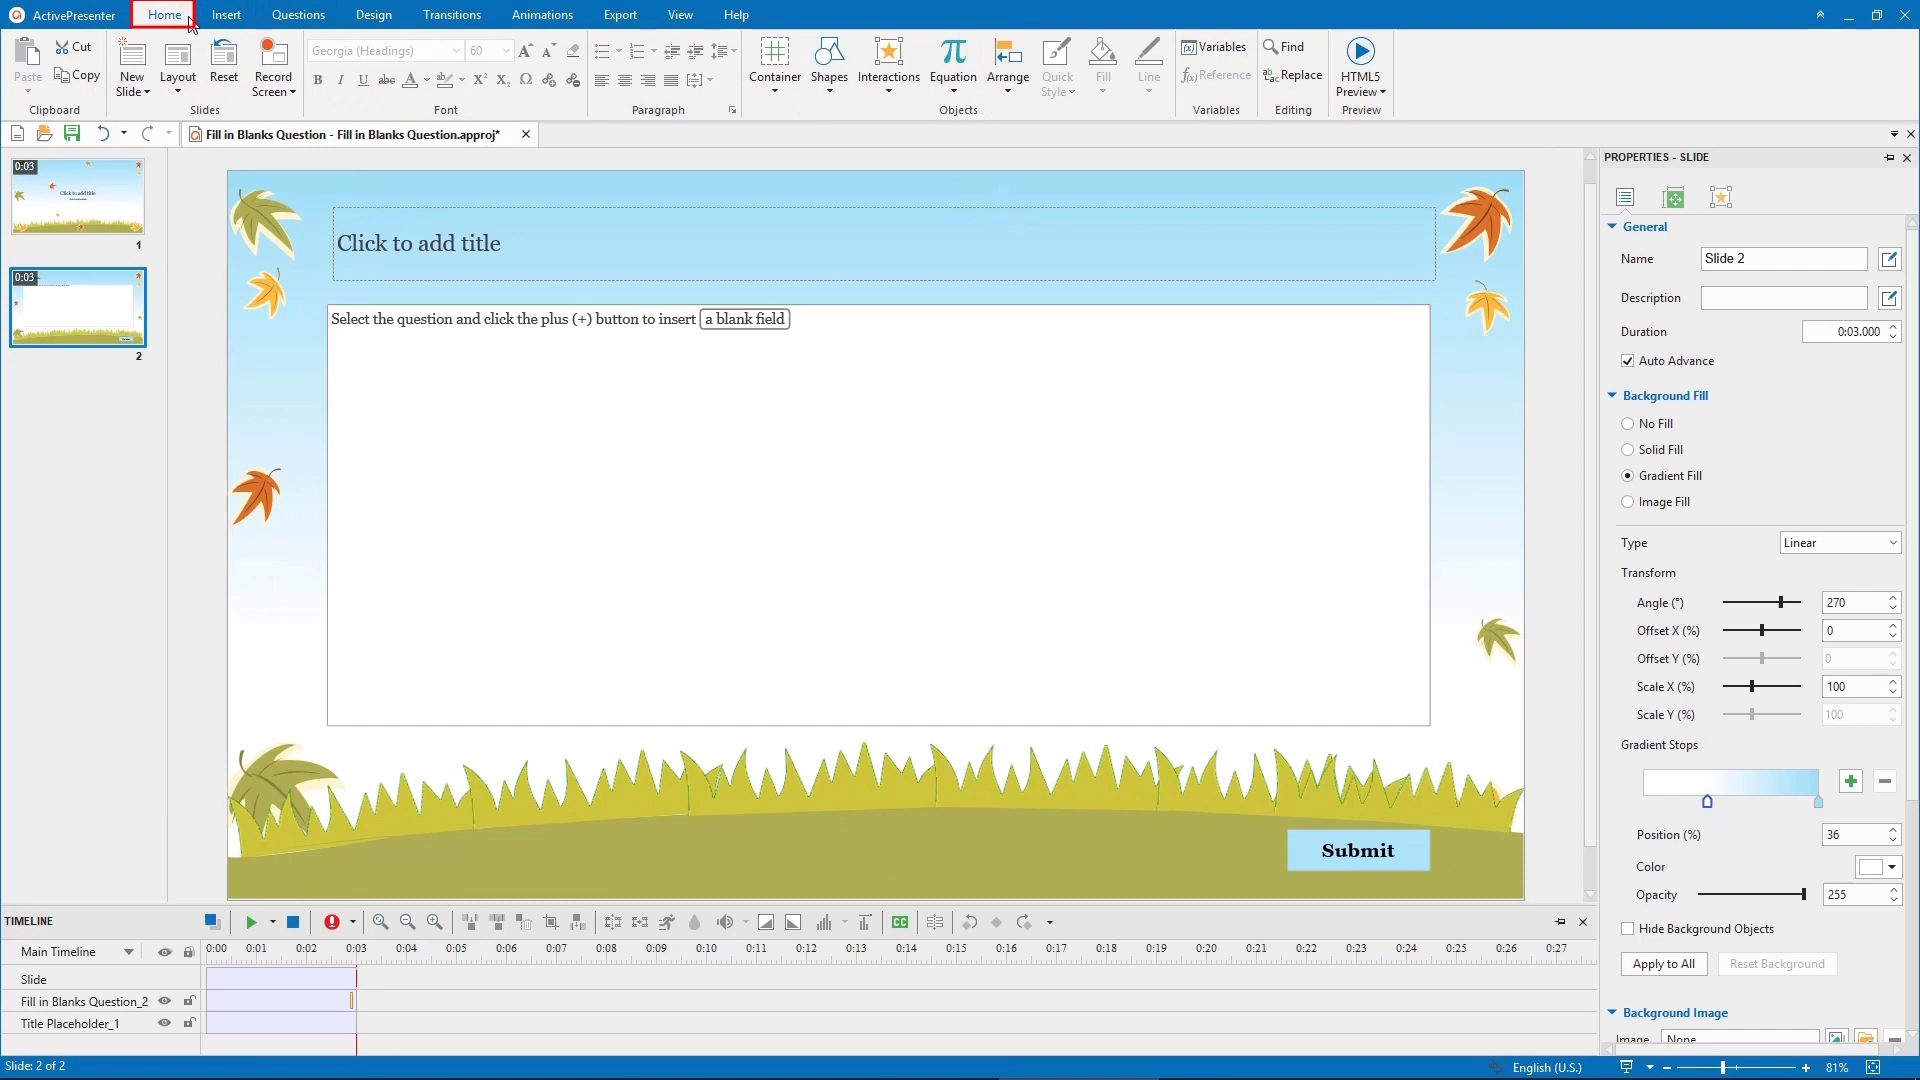 ActivePresenter
Home Insert Questions Design Transitions Animations Export View Help
Paste Cut Copy Clipboard
New Slide Layout Reset Record Screen Slides
Georgia (Headings) 60
B I U abc A ab X² X₂ Ω
Font
Paragraph
Container Shapes Interactions Equation Arrange Quick Style Fill Line
Objects
(x) Variables
f(x) Reference
Variables
Find
Replace
Editing
HTML5 Preview
Preview
Fill in Blanks Question - Fill in Blanks Question.approj*
0:03
Click to add title
1
0:03
2
Click to add title
Select the question and click the plus (+) button to insert a blank field
Submit
PROPERTIES - SLIDE
General
Name Slide 2
Description
Duration 0:03.000
Auto Advance
Background Fill
No Fill
Solid Fill
Gradient Fill
Image Fill
Type Linear
Transform
Angle (°) 270
Offset X (%) 0
Offset Y (%) 0
Scale X (%) 100
Scale Y (%) 100
Gradient Stops
Position (%) 36
Color
Opacity 255
Hide Background Objects
Apply to All Reset Background
Background Image
Image None
TIMELINE
CC
Main Timeline 0:00 0:01 0:02 0:03 0:04 0:05 0:06 0:07 0:08 0:09 0:10 0:11 0:12 0:13 0:14 0:15 0:16 0:17 0:18 0:19 0:20 0:21 0:22 0:23 0:24 0:25 0:26 0:27
Slide
Fill in Blanks Question_2
Title Placeholder_1
Slide: 2 of 2 English (U.S.) 81%